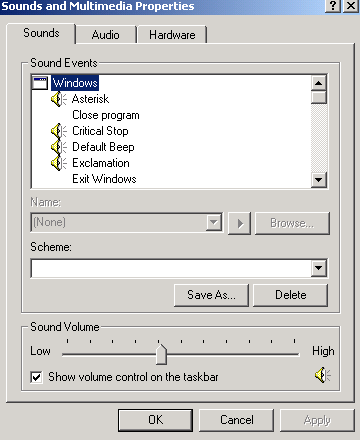 Sounds and Multimedia Properties
Sounds Audio Hardware
Sound Events
Windows
Asterisk
Close program
Critical Stop
Default Beep
Exclamation
Exit Windows
Name:
(None) Browse...
Scheme:
Save As... Delete
Sound Volume
Low High
Show volume control on the taskbar
OK Cancel Apply